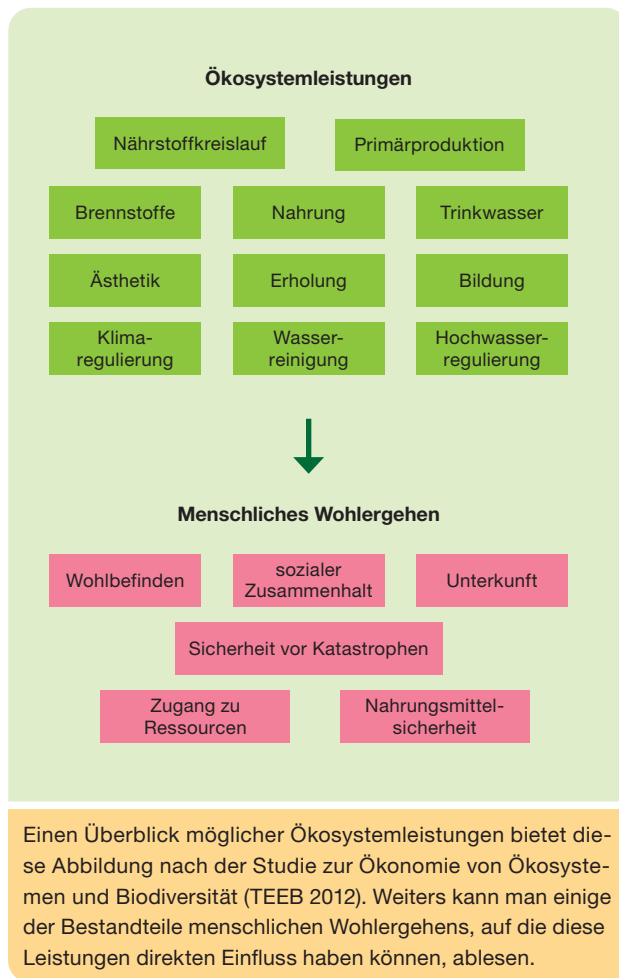 Ökosystemleistungen
Nährstoffkreislauf
Primärproduktion
Brennstoffe
Nahrung
Trinkwasser
Ästhetik
Erholung
Bildung
Klima-
regulierung
Wasser-
reinigung
Hochwasser-
regulierung
Menschliches Wohlergehen
Wohlbefinden
sozialer
Zusammenhalt
Unterkunft
Sicherheit vor Katastrophen
Zugang zu
Ressourcen
Nahrungsmittel-
sicherheit
Einen Überblick möglicher Ökosystemleistungen bietet die-
se Abbildung nach der Studie zur Ökonomie von Ökosyste-
men und Biodiversität (TEEB 2012). Weiters kann man einige
der Bestandteile menschlichen Wohlergehens, auf die diese
Leistungen direkten Einfluss haben können, ablesen.